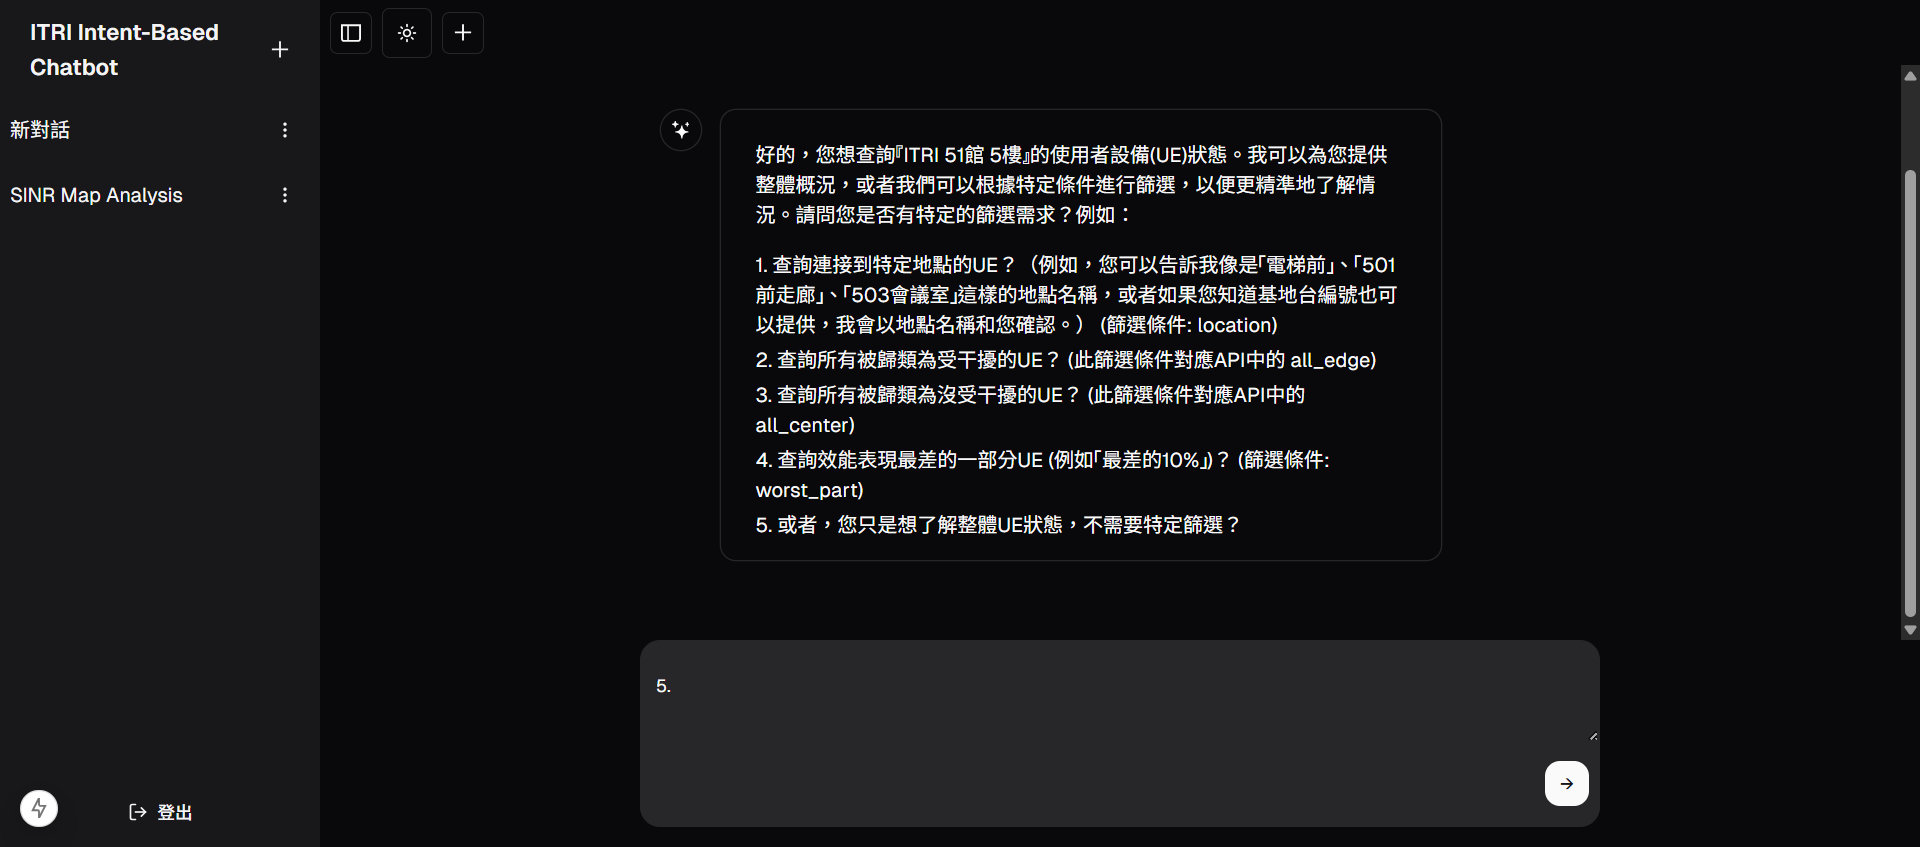 ITRI Intent-Based
Chatbot
新對話
SINR Map Analysis
登出
好的，您想查詢『ITRI 51館 5樓』的使用者設備(UE)狀態。我可以為您提供
整體概況，或者我們可以根據特定條件進行篩選，以便更精準地了解情
況。請問您是否有特定的篩選需求？例如：
1. 查詢連接到特定地點的UE？（例如，您可以告訴我像是「電梯前」、「501
前走廊」、「503會議室」這樣的地點名稱，或者如果您知道基地台編號也可
以提供，我會以地點名稱和您確認。） (篩選條件: location)
2. 查詢所有被歸類為受干擾的UE？ (此篩選條件對應API中的 all_edge)
3. 查詢所有被歸類為沒受干擾的UE？ (此篩選條件對應API中的
all_center)
4. 查詢效能表現最差的一部分UE (例如「最差的10%」)？ (篩選條件:
worst_part)
5. 或者，您只是想了解整體UE狀態，不需要特定篩選？
5.